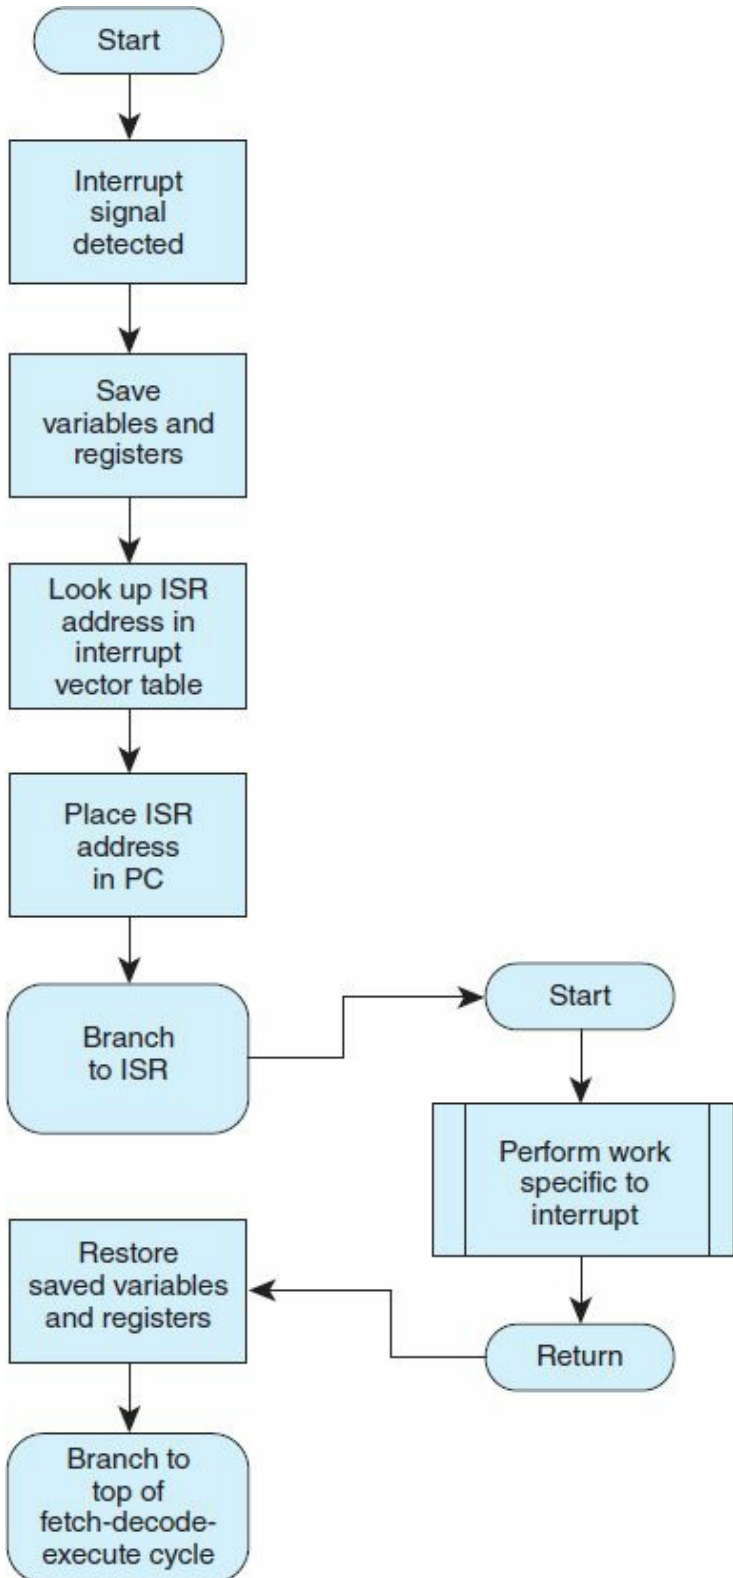 Start
Interrupt
signal
detected
Save
variables and
registers
Look up ISR
address in
interrupt
vector table
Place ISR
address
in PC
Branch
to ISR
Start
Perform work
specific to
interrupt
Return
Restore
saved variables
and registers
Branch to
top of
fetch-decode-
execute cycle